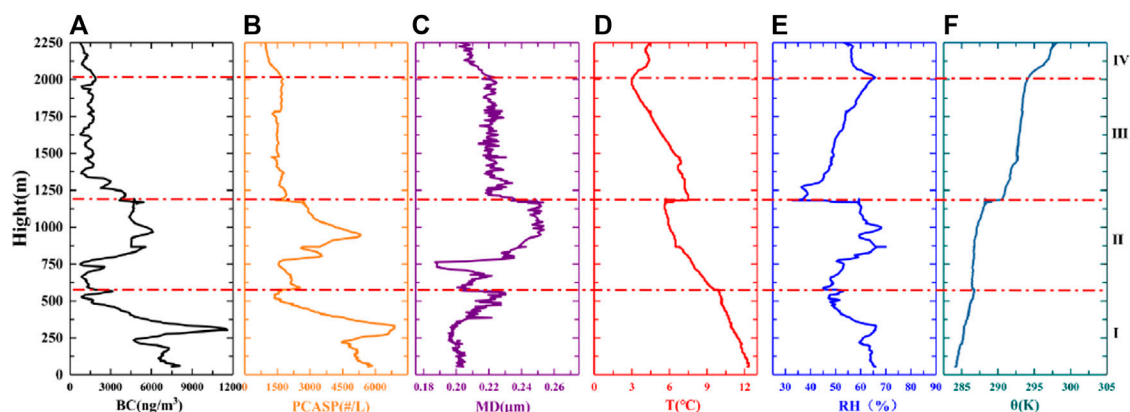 A B C D E F
2250
2000
1750
1500
1250
1000
750
500
250
0
Hight(m)
IV
III
II
I
0 3000 6000 9000 1200
1500 3000 4500 6000
0.18 0.20 0.22 0.24 0.26
0 3 6 9 12
30 40 50 60 70 80 90
285 290 295 300 305
BC(ng/m³)
PCASP(#/L)
MD(μm)
T(℃)
RH（%）
θ(K)